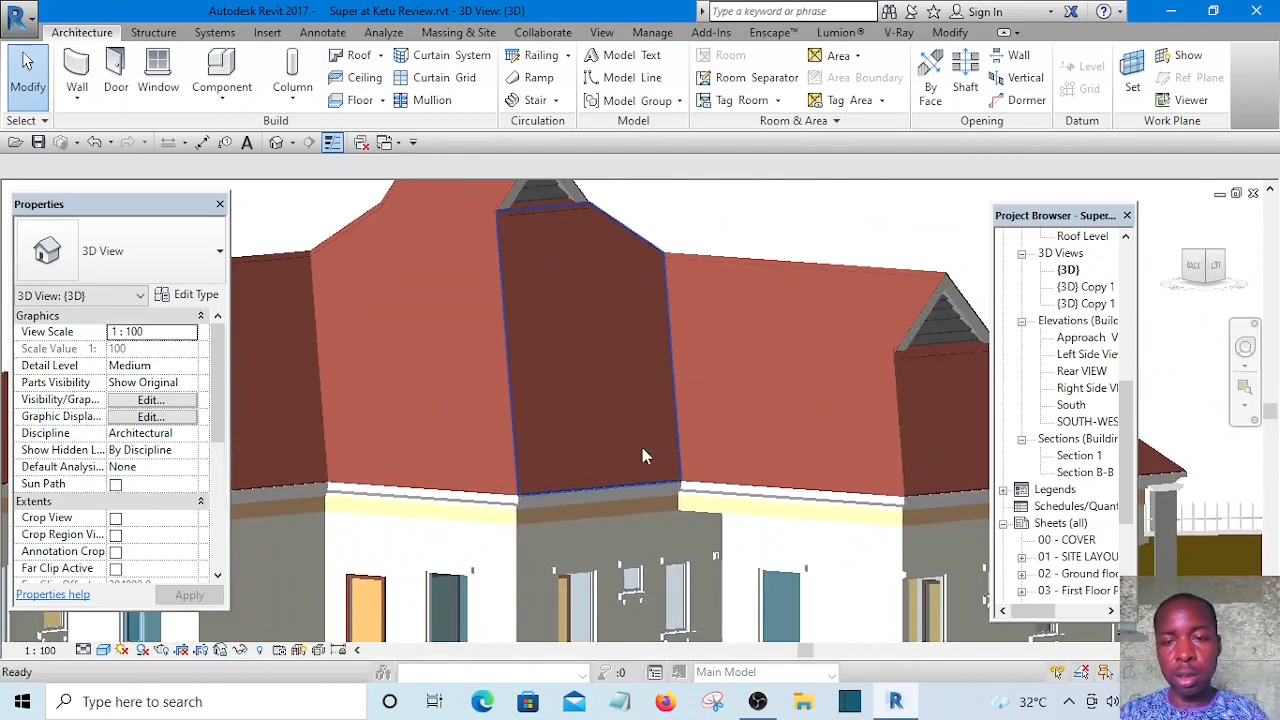 Autodesk Revit 2017 - Super at Ketu Review.rvt - 3D View: {3D}
Type a keyword or phrase
Sign In
Architecture Structure Systems Insert Annotate Analyze Massing & Site Collaborate View Manage Add-Ins Enscape™ Lumion® V-Ray Modify
Modify
Wall
Door
Window
Component
Column
Roof
Ceiling
Floor
Curtain System
Curtain Grid
Mullion
Railing
Ramp
Stair
Model Text
Model Line
Model Group
Room
Room Separator
Tag Room
Area
Area Boundary
Tag Area
By
Face
Shaft
Wall
Vertical
Dormer
Level
Grid
Set
Show
Ref Plane
Viewer
Select Build Circulation Model Room & Area Opening Datum Work Plane
Properties
3D View
3D View: {3D} Edit Type
Graphics
View Scale 1 : 100
Scale Value 1: 100
Detail Level Medium
Parts Visibility Show Original
Visibility/Grap... Edit...
Graphic Displa... Edit...
Discipline Architectural
Show Hidden L... By Discipline
Default Analysi... None
Sun Path
Extents
Crop View
Crop Region Vi...
Annotation Crop
Far Clip Active
Properties help Apply
Project Browser - Super...
Roof Level
3D Views
{3D}
{3D} Copy 1
{3D} Copy 1
Elevations (Build
Approach V
Left Side View
Rear VIEW
Right Side VI
South
SOUTH-WES
Sections (Building
Section 1
Section B-B
Legends
Schedules/Quant
Sheets (all)
00 - COVER
01 - SITE LAYOU
02 - Ground floo
03 - First Floor P
BACK LEFT
1 : 100
Ready
:0
Main Model
Type here to search
32°C